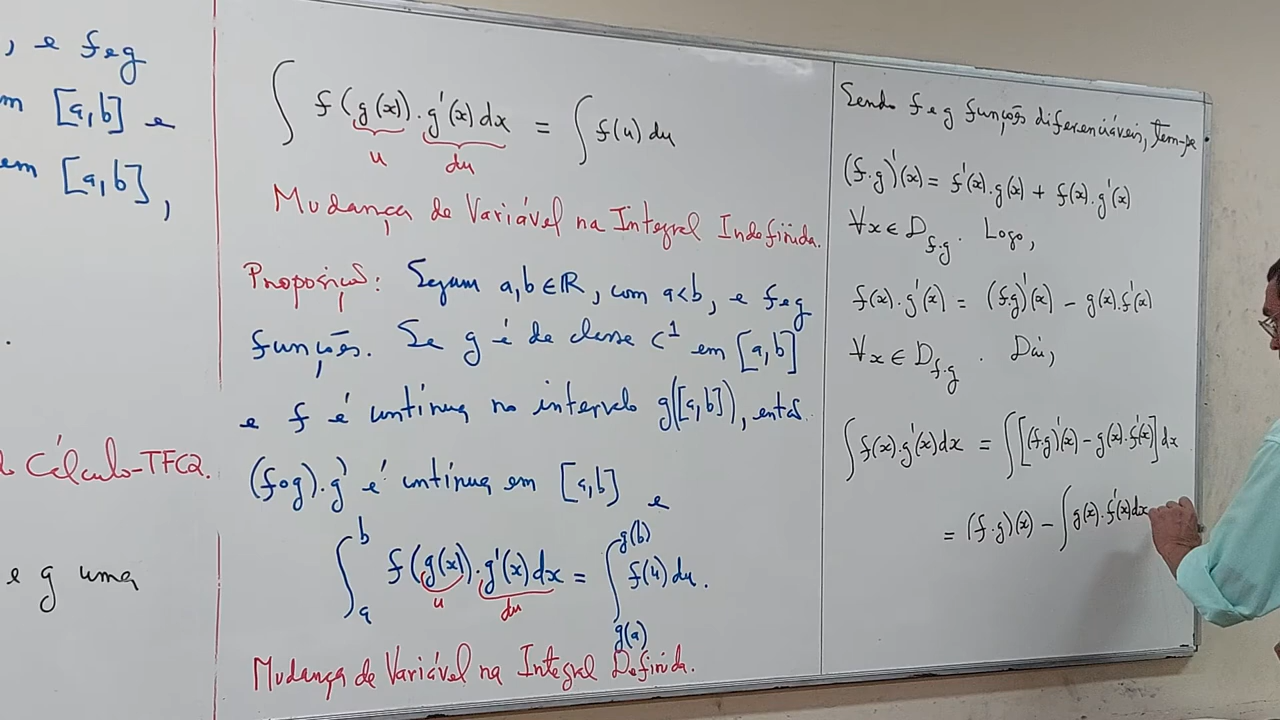 , e f e g
m [a,b] e
em [a,b],
.
Cálculo-TFC2.
e g uma
∫ f(g(x)).g'(x)dx = ∫ f(u) du
u du
Mudança de Variável na Integral Indefinida.
Proposição: Sejam a,b ∈ ℝ, com a<b, e f e g
funções. Se g é de classe C¹ em [a,b]
e f é contínua no intervalo g([a,b]), então
(fog).g' é contínua em [a,b] e
∫_a^b f(g(x)).g'(x)dx = ∫_{g(a)}^{g(b)} f(u) du.
u du
Mudança de Variável na Integral Definida.
Sendo f e g funções diferenciáveis, tem-se
(f.g)'(x) = f'(x).g(x) + f(x).g'(x)
∀x ∈ D_{f.g}. Logo,
f(x).g'(x) = (f.g)'(x) - g(x).f'(x)
∀x ∈ D_{f.g}. Daí,
∫ f(x).g'(x)dx = ∫ [(f.g)'(x) - g(x).f'(x)] dx
= (f.g)(x) - ∫ g(x).f'(x)dx